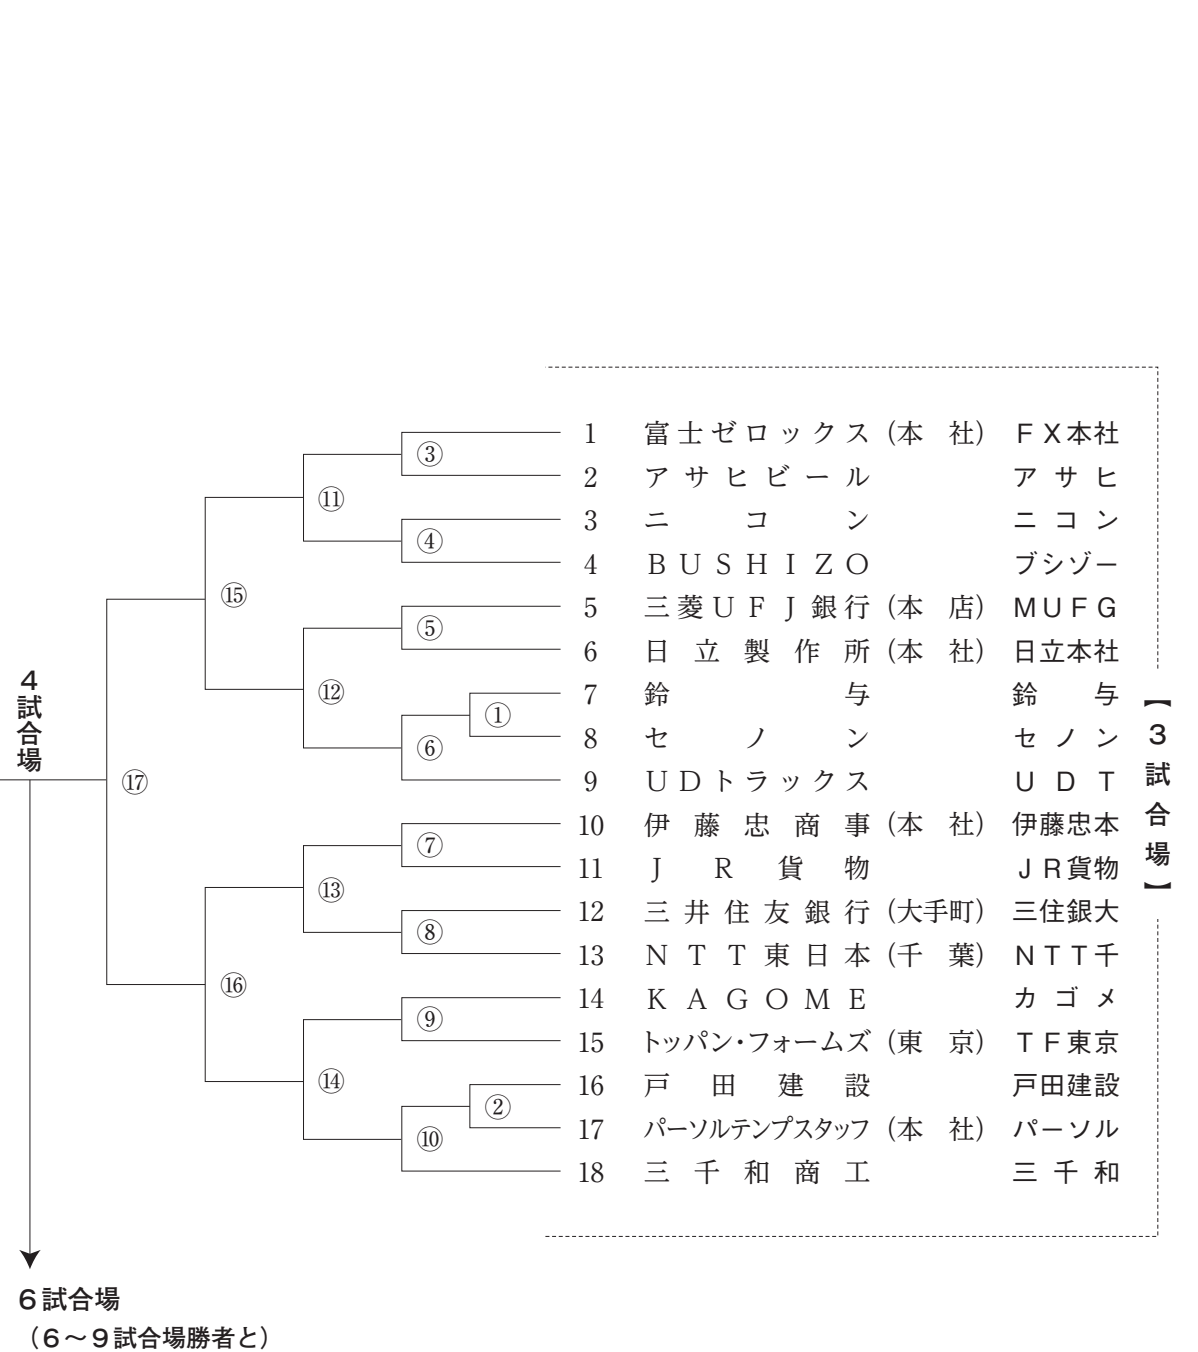 1 富士ゼロックス (本 社) FX本社
③
2 アサヒビール アサヒ
⑪
3 ニコン ニコン
④
4 BUSHIZO ブシゾー
⑮
5 三菱UFJ銀行 (本 店) MUFG
⑤
6 日立製作所 (本 社) 日立本社
⑫
7 鈴与 鈴与
①
8 セノン セノン
⑥
9 UDトラックス UDT
⑰
10 伊藤忠商事 (本 社) 伊藤忠本
⑦
11 JR貨物 JR貨物
⑬
12 三井住友銀行 (大手町) 三住銀大
⑧
13 NTT東日本 (千 葉) NTT千
⑯
14 KAGOME カゴメ
⑨
15 トッパン・フォームズ (東 京) TF東京
⑭
16 戸田建設 戸田建設
②
17 パーソルテンプスタッフ (本 社) パーソル
⑩
18 三千和商工 三千和
【3試合場】
4試合場
6試合場
(6〜9試合場勝者と)